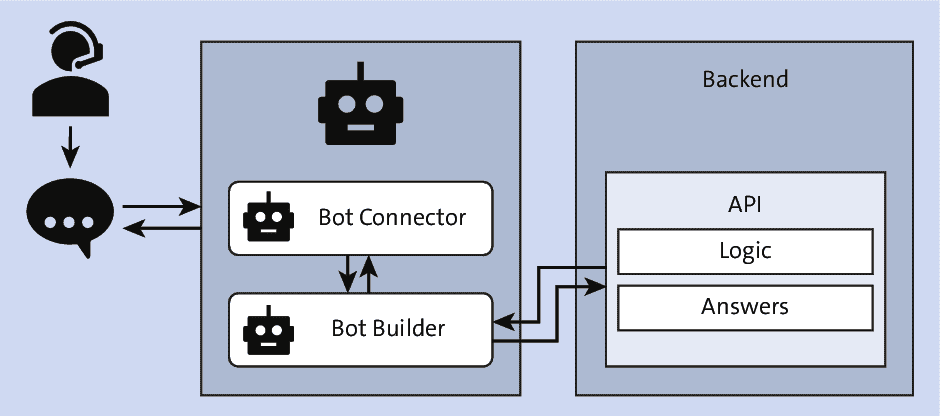 Backend
Bot Connector
Bot Builder
API
Logic
Answers